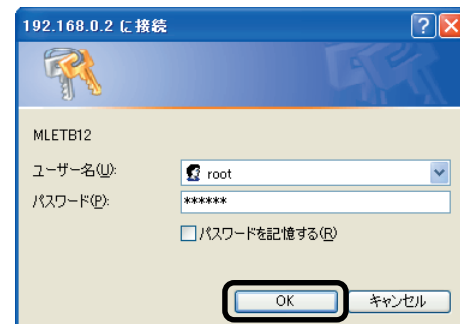 192.168.0.2 に接続
MLETB12
ユーザー名(U):
root
パスワード(P):
******
パスワードを記憶する(R)
OK
キャンセル